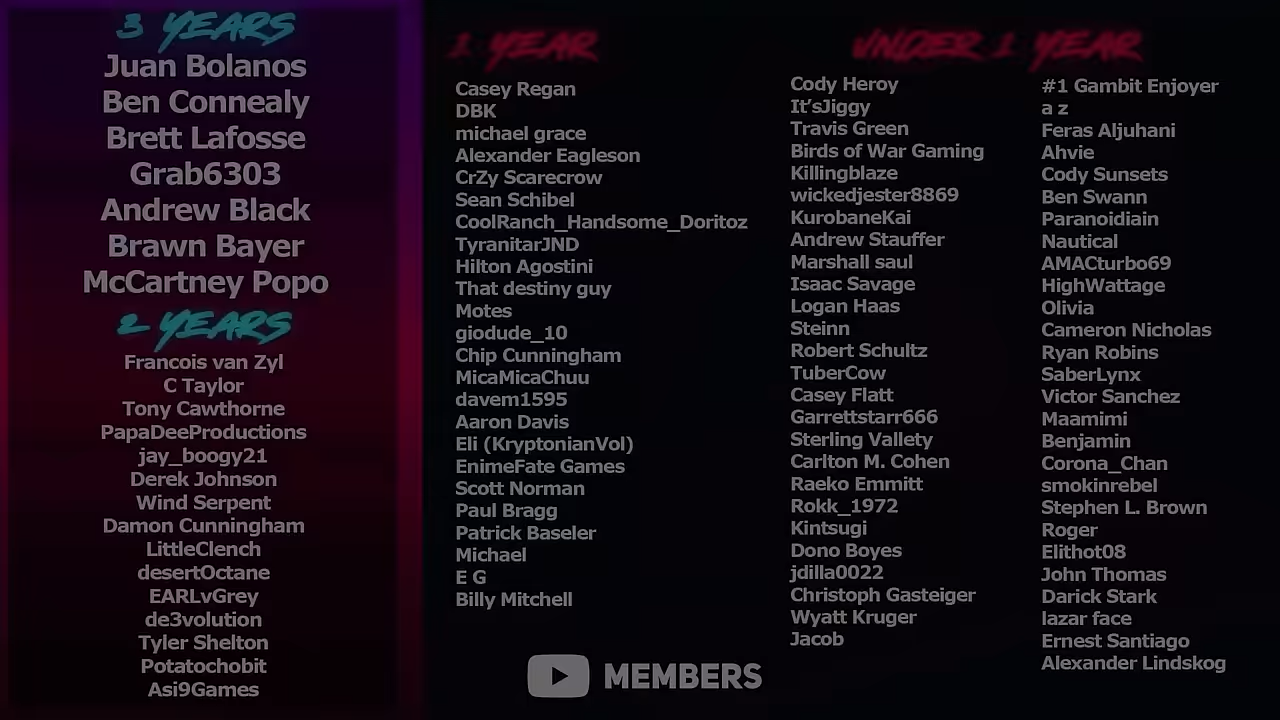 3 YEARS
Juan Bolanos
Ben Connealy
Brett Lafosse
Grab6303
Andrew Black
Brawn Bayer
McCartney Popo
2 YEARS
Francois van Zyl
C Taylor
Tony Cawthorne
PapaDeeProductions
jay_boogy21
Derek Johnson
Wind Serpent
Damon Cunningham
LittleClench
desertOctane
EARLvGrey
de3volution
Tyler Shelton
Potatochobit
Asi9Games
1 YEAR
Casey Regan
DBK
michael grace
Alexander Eagleson
CrZy Scarecrow
Sean Schibel
CoolRanch_Handsome_Doritoz
TyranitarJND
Hilton Agostini
That destiny guy
Motes
giodude_10
Chip Cunningham
MicaMicaChuu
davem1595
Aaron Davis
Eli (KryptonianVol)
EnimeFate Games
Scott Norman
Paul Bragg
Patrick Baseler
Michael
E G
Billy Mitchell
UNDER 1 YEAR
Cody Heroy
It’sJiggy
Travis Green
Birds of War Gaming
Killingblaze
wickedjester8869
KurobaneKai
Andrew Stauffer
Marshall saul
Isaac Savage
Logan Haas
Steinn
Robert Schultz
TuberCow
Casey Flatt
Garrettstarr666
Sterling Vallety
Carlton M. Cohen
Raeko Emmitt
Rokk_1972
Kintsugi
Dono Boyes
jdilla0022
Christoph Gasteiger
Wyatt Kruger
Jacob
#1 Gambit Enjoyer
a z
Feras Aljuhani
Ahvie
Cody Sunsets
Ben Swann
Paranoidiain
Nautical
AMACturbo69
HighWattage
Olivia
Cameron Nicholas
Ryan Robins
SaberLynx
Victor Sanchez
Maamimi
Benjamin
Corona_Chan
smokinrebel
Stephen L. Brown
Roger
Elithot08
John Thomas
Darick Stark
lazar face
Ernest Santiago
Alexander Lindskog
MEMBERS